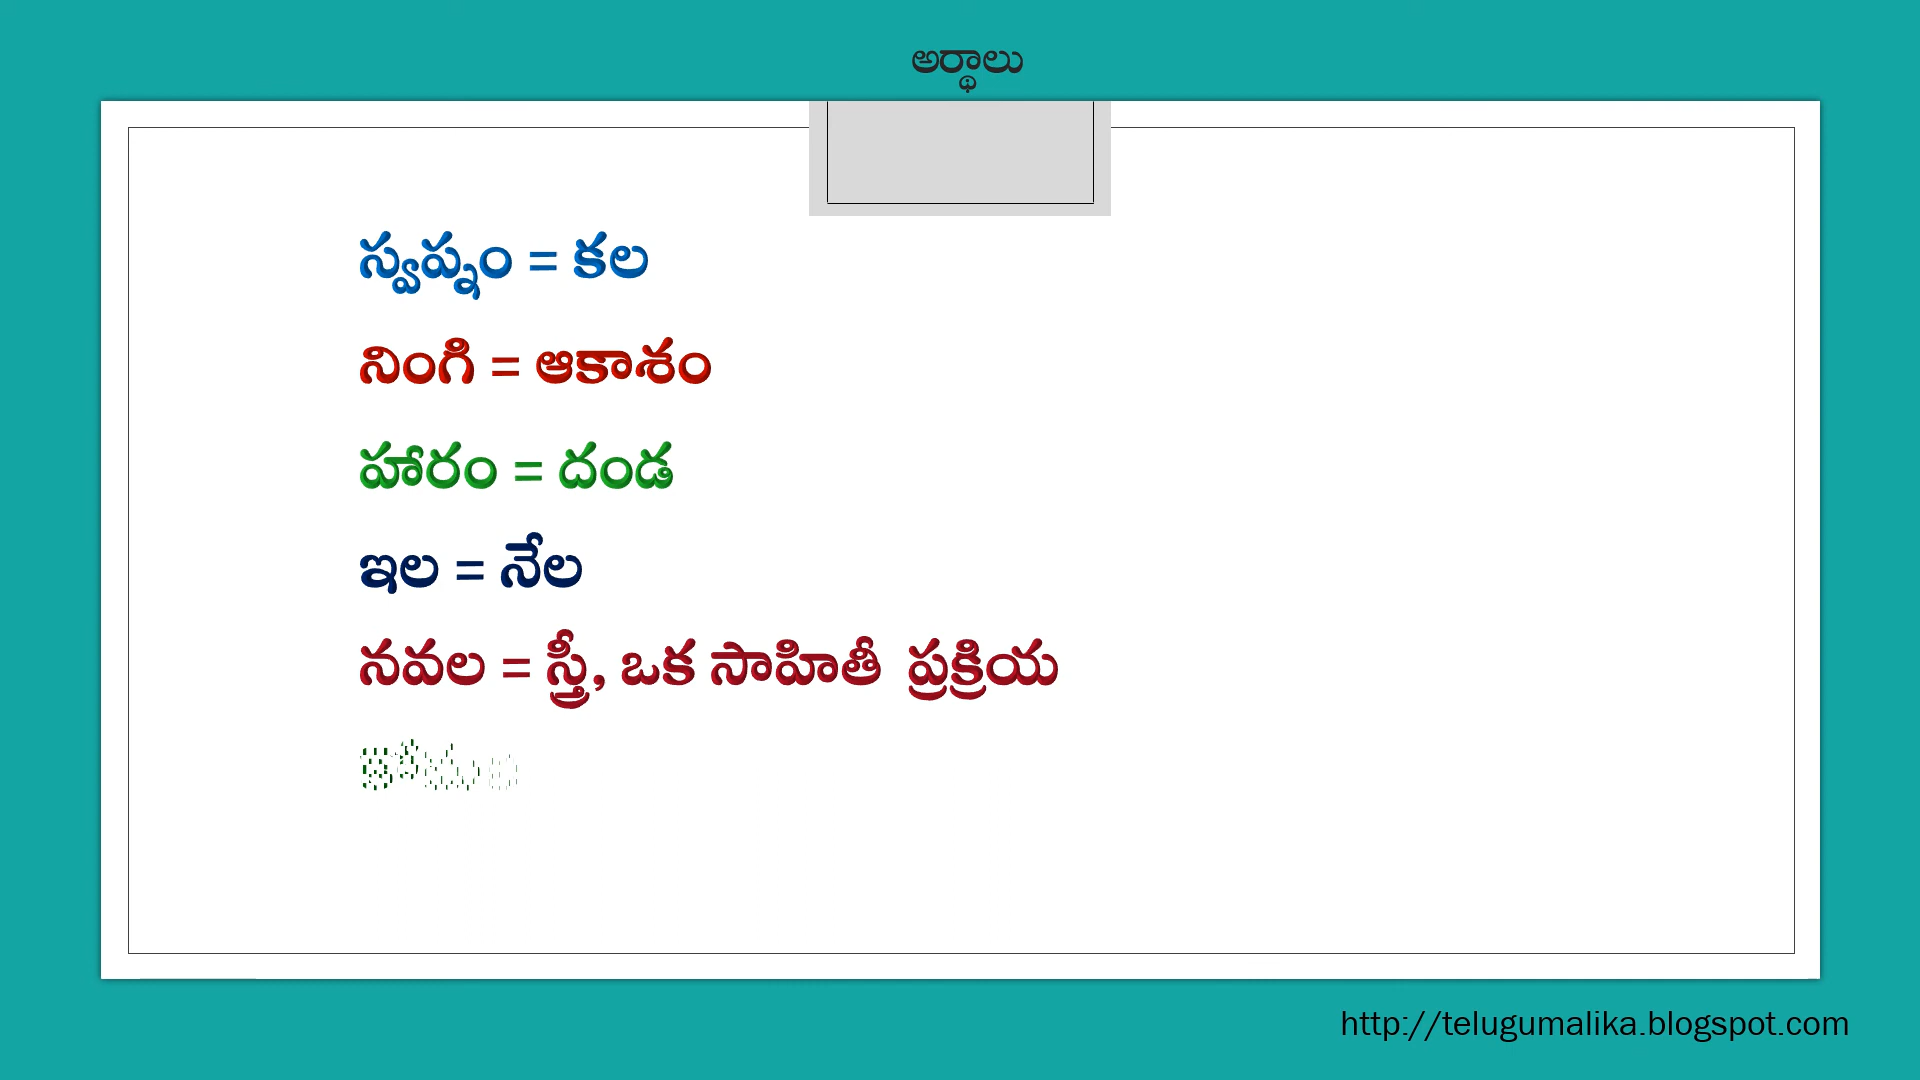 అర్థాలు
స్వప్నం = కల
నింగి = ఆకాశం
హారం = దండ
ఇల = నేల
నవల = స్త్రీ, ఒక సాహితీ ప్రక్రియ
http://telugumalika.blogspot.com